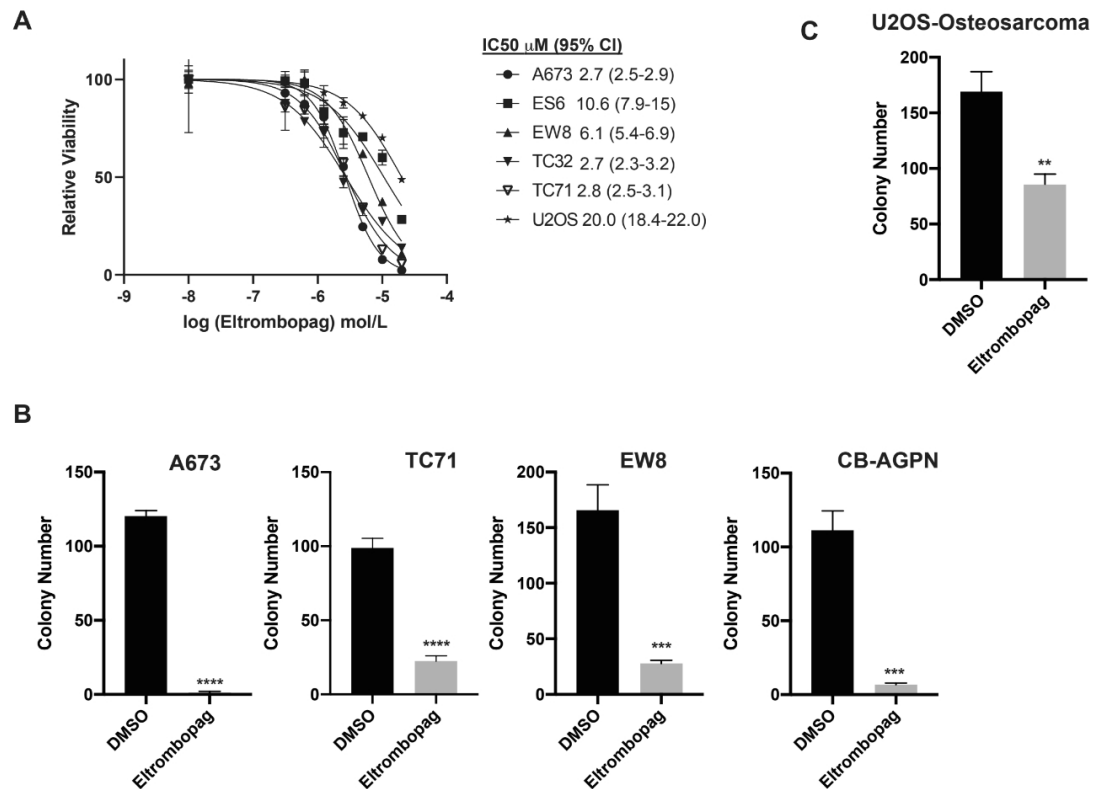 A
IC50 μM (95% CI)
A673 2.7 (2.5-2.9)
ES6 10.6 (7.9-15)
EW8 6.1 (5.4-6.9)
TC32 2.7 (2.3-3.2)
TC71 2.8 (2.5-3.1)
U2OS 20.0 (18.4-22.0)
Relative Viability
100
50
0
-9 -8 -7 -6 -5 -4
log (Eltrombopag) mol/L
C
U2OS-Osteosarcoma
Colony Number
200
150
100
50
0
**
DMSO
Eltrombopag
B
A673
Colony Number
150
100
50
0
****
DMSO
Eltrombopag
TC71
Colony Number
150
100
50
0
****
DMSO
Eltrombopag
EW8
Colony Number
200
150
100
50
0
***
DMSO
Eltrombopag
CB-AGPN
Colony Number
150
100
50
0
***
DMSO
Eltrombopag